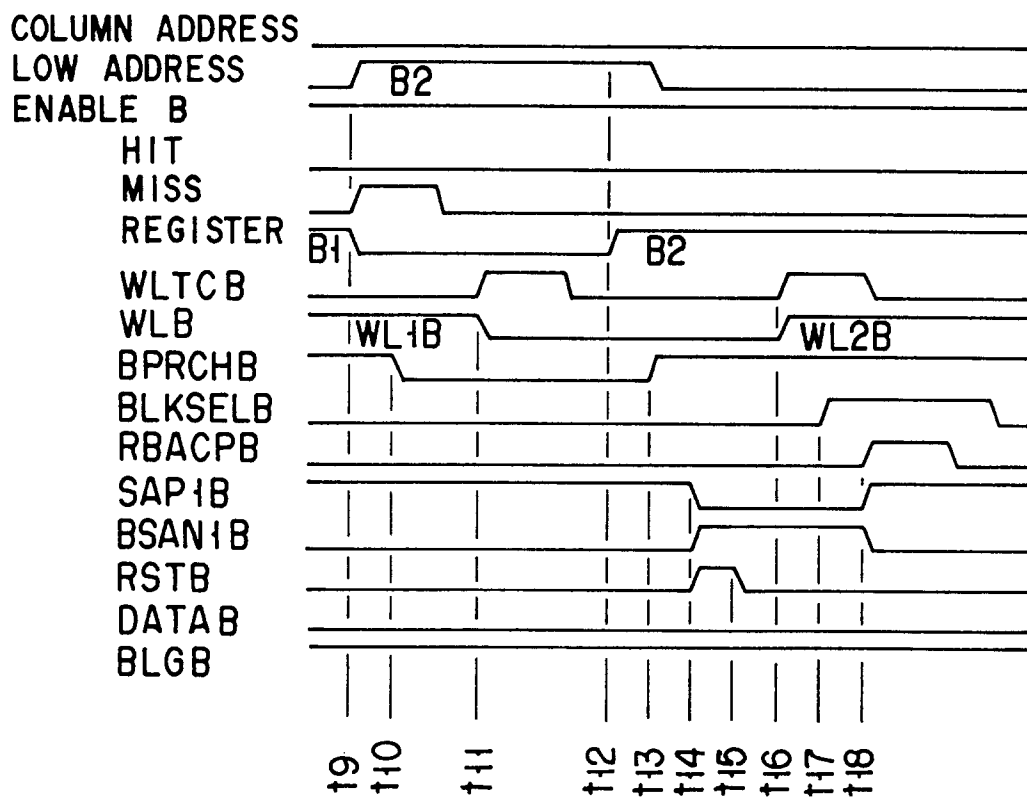 COLUMN ADDRESS
LOW ADDRESS
B2
ENABLE B
HIT
MISS
REGISTER
B1
B2
WLTCB
WLB
WL1B
WL2B
BPRCHB
BLKSELB
RBACPB
SAP1B
BSAN1B
RSTB
DATAB
BLGB
t9
t10
t11
t12
t13
t14
t15
t16
t17
t18